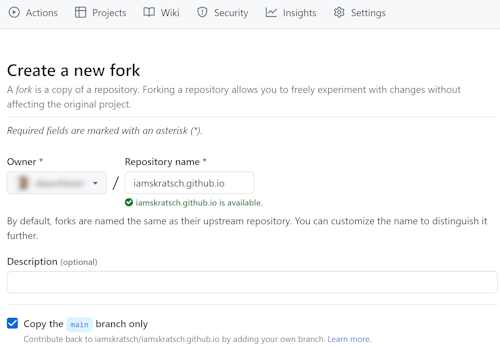 Actions Projects Wiki Security Insights Settings
Create a new fork
A fork is a copy of a repository. Forking a repository allows you to freely experiment with changes without
affecting the original project.
Required fields are marked with an asterisk (*).
Owner * Repository name *
/ iamskratsch.github.io
iamskratsch.github.io is available.
By default, forks are named the same as their upstream repository. You can customize the name to distinguish it
further.
Description (optional)
Copy the main branch only
Contribute back to iamskratsch/iamskratsch.github.io by adding your own branch. Learn more.